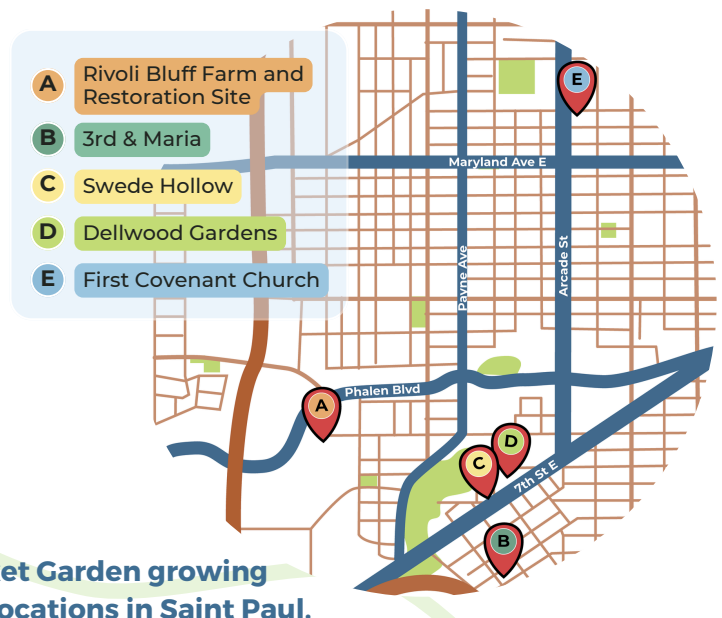 A
Rivoli Bluff Farm and
Restoration Site
B
3rd & Maria
C
Swede Hollow
D
Dellwood Gardens
E
First Covenant Church
E
Maryland Ave E
Payne Ave
Arcade St
Phalen Blvd
A
D
C
7th St E
B
et Garden growing
ocations in Saint Paul.